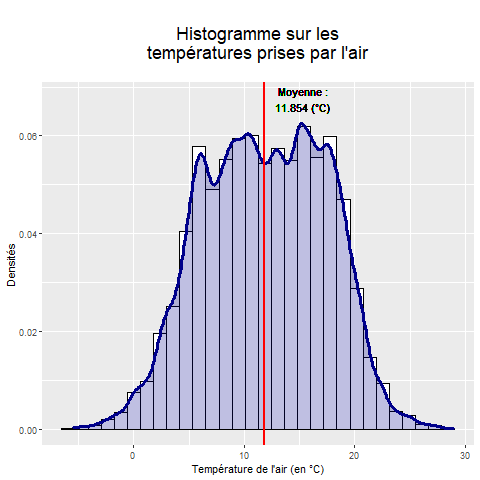 Histogramme sur les
températures prises par l'air
Moyenne :
11.854 (°C)
Densités
0.06
0.04
0.02
0.00
0
10
20
30
Température de l'air (en °C)